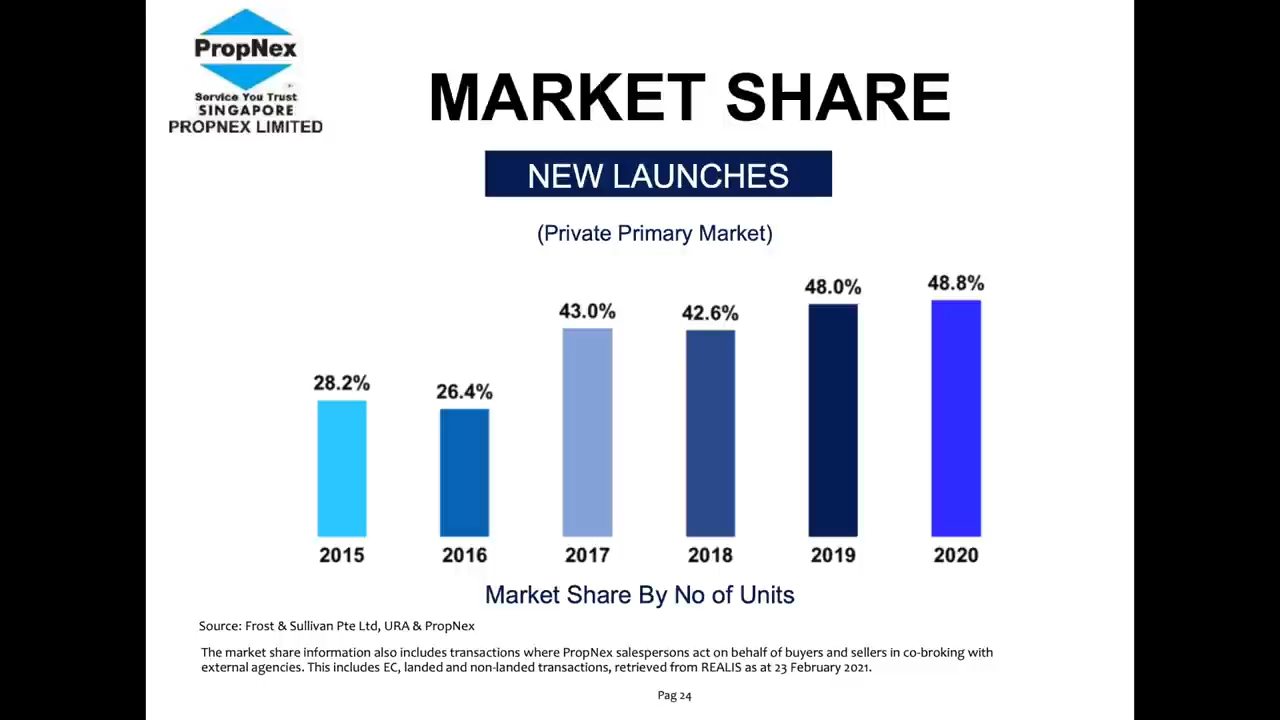 PropNex
Service You Trust
SINGAPORE
PROPNEX LIMITED
MARKET SHARE
NEW LAUNCHES
(Private Primary Market)
28.2%
26.4%
43.0%
42.6%
48.0%
48.8%
2015
2016
2017
2018
2019
2020
Market Share By No of Units
Source: Frost & Sullivan Pte Ltd, URA & PropNex
The market share information also includes transactions where PropNex salespersons act on behalf of buyers and sellers in co-broking with
external agencies. This includes EC, landed and non-landed transactions, retrieved from REALIS as at 23 February 2021.
Pag 24